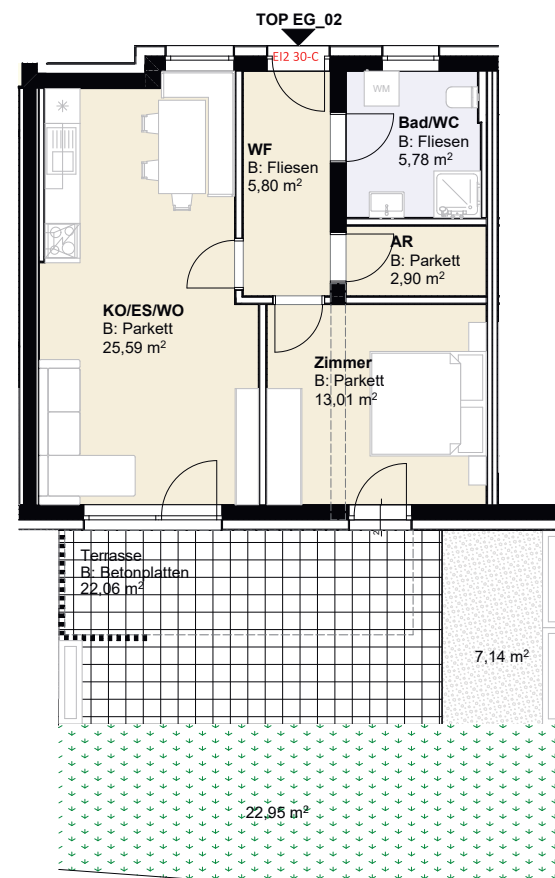 TOP EG_02
EI2 30-C
WM
Bad/WC
B: Fliesen
5,78 m²
WF
B: Fliesen
5,80 m²
AR
B: Parkett
2,90 m²
KO/ES/WO
B: Parkett
25,59 m²
Zimmer
B: Parkett
13,01 m²
Terrasse
B: Betonplatten
22,06 m²
7,14 m²
22,95 m²